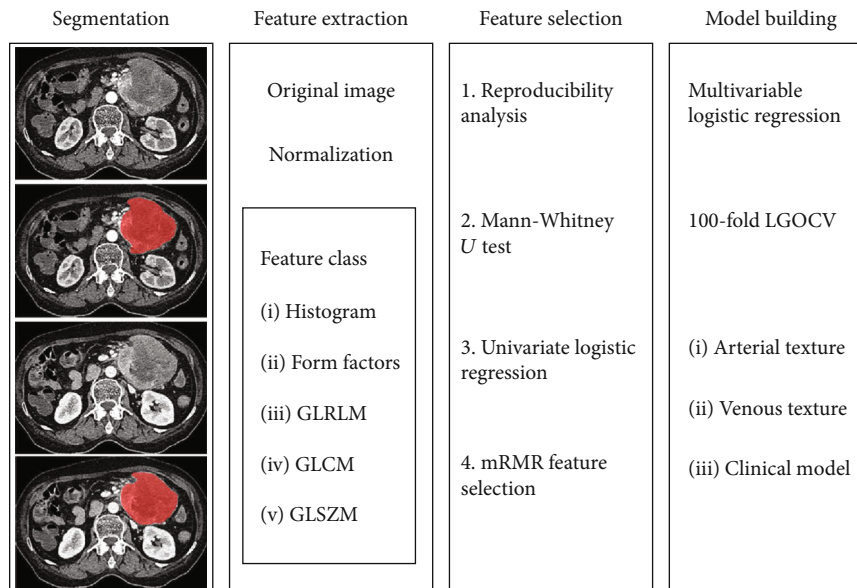 Segmentation
Feature extraction
Original image
Normalization
Feature class
(i) Histogram
(ii) Form factors
(iii) GLRLM
(iv) GLCM
(v) GLSZM
Feature selection
1. Reproducibility
analysis
2. Mann-Whitney
U test
3. Univariate logistic
regression
4. mRMR feature
selection
Model building
Multivariable
logistic regression
100-fold LGOCV
(i) Arterial texture
(ii) Venous texture
(iii) Clinical model